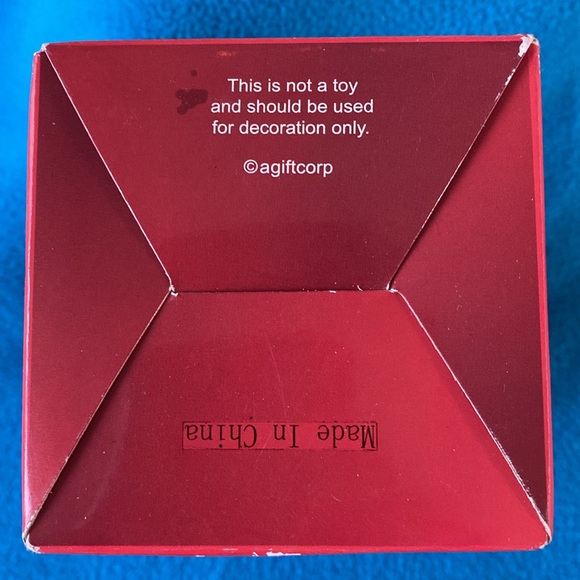 This is not a toy
and should be used
for decoration only.
©agiftcorp
Made In China